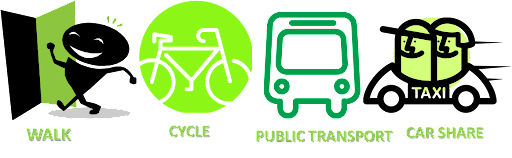 TAXI
WALK
CYCLE
PUBLIC TRANSPORT
CAR SHARE